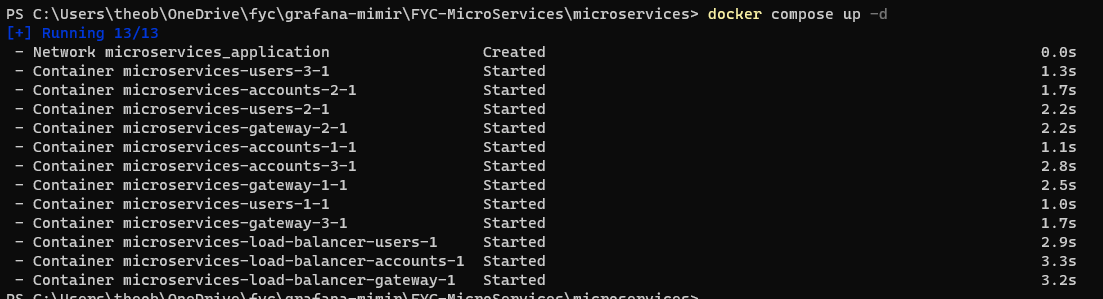 PS C:\Users\theob\OneDrive\fyc\grafana-mimir\FYC-MicroServices\microservices> docker compose up -d
[+] Running 13/13
- Network microservices_application Created 0.0s
- Container microservices-users-3-1 Started 1.3s
- Container microservices-accounts-2-1 Started 1.7s
- Container microservices-users-2-1 Started 2.2s
- Container microservices-gateway-2-1 Started 2.2s
- Container microservices-accounts-1-1 Started 1.1s
- Container microservices-accounts-3-1 Started 2.8s
- Container microservices-gateway-1-1 Started 2.5s
- Container microservices-users-1-1 Started 1.0s
- Container microservices-gateway-3-1 Started 1.7s
- Container microservices-load-balancer-users-1 Started 2.9s
- Container microservices-load-balancer-accounts-1 Started 3.3s
- Container microservices-load-balancer-gateway-1 Started 3.2s
PS C:\Users\theob\OneDrive\fyc\grafana-mimir\FYC-MicroServices\microservices>